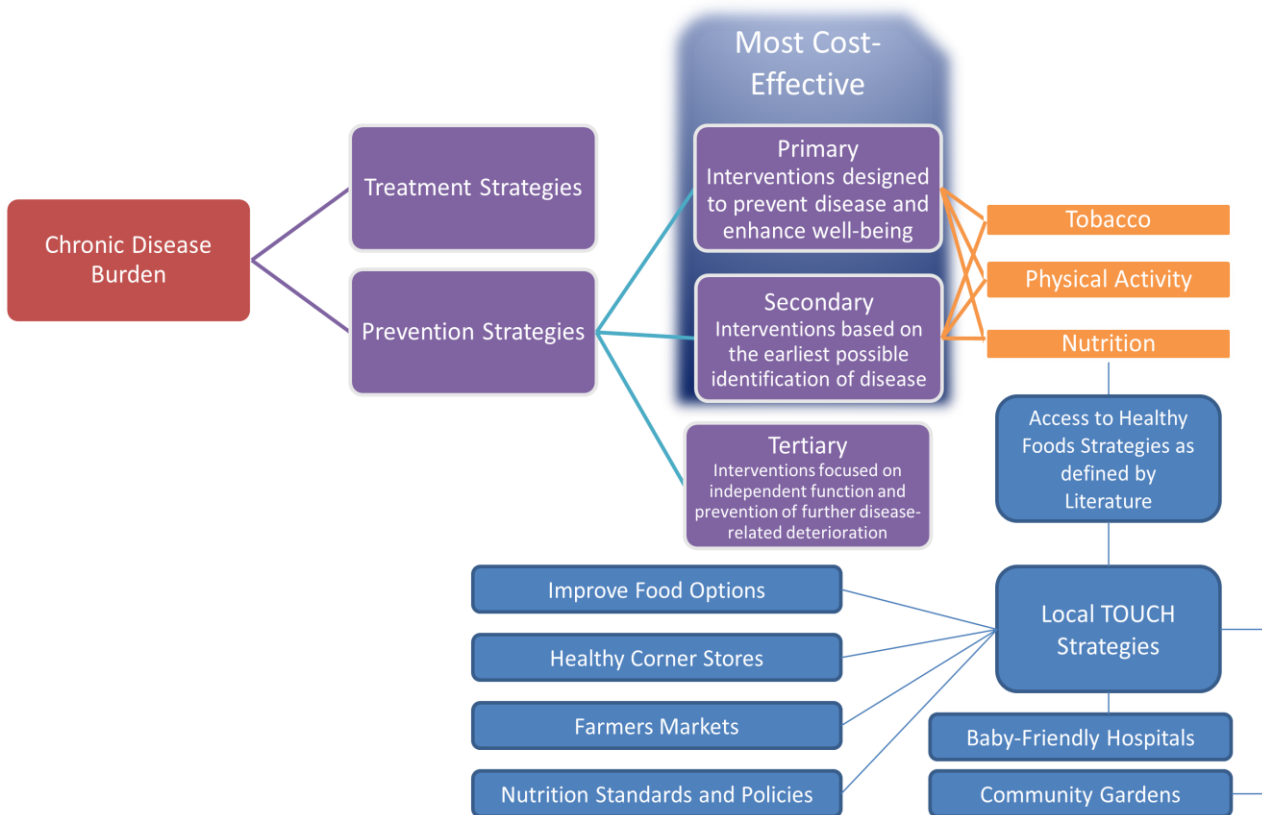 Most Cost-
Effective
Primary
Interventions designed
to prevent disease and
enhance well-being
Treatment Strategies
Chronic Disease
Burden
Tobacco
Physical Activity
Prevention Strategies
Secondary
Interventions based on
the earliest possible
identification of disease
Nutrition
Access to Healthy
Foods Strategies as
defined by
Literature
Tertiary
Interventions focused on
independent function and
prevention of further disease-
related deterioration
Improve Food Options
Local TOUCH
Strategies
Healthy Corner Stores
Farmers Markets
Baby-Friendly Hospitals
Nutrition Standards and Policies
Community Gardens